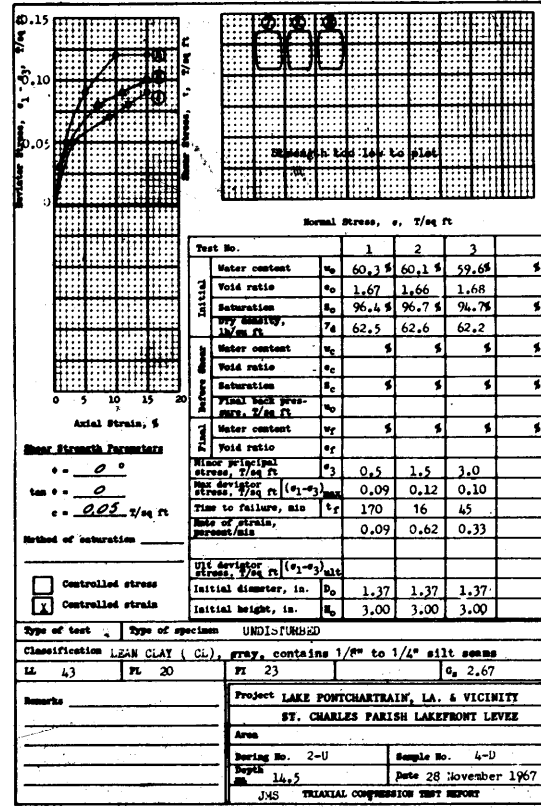 0.15
0.10
0.05
0
Deviator Stress, σ1 - σ3, T/sq ft
Shear Stress, τ, T/sq ft
1 2 3
Strength too low to plot
Normal Stress, σ, T/sq ft
0 5 10 15 20
Axial Strain, %
Shear Strength Parameters
φ = 0 °
tan φ = 0
c = 0.05 T/sq ft
Method of saturation
Controlled stress
X Controlled strain
Test No. 1 2 3
Initial
Water content w0 60.3 % 60.1 % 59.6% %
Void ratio e0 1.67 1.66 1.68
Saturation S0 96.4 % 96.7 % 94.7% %
Dry density, lb/cu ft γd 62.5 62.6 62.2
Before Shear
Water content wc % % % %
Void ratio ec
Saturation Sc % % % %
Final back pressure, T/sq ft u0
Final
Water content wf % % % %
Void ratio ef
Minor principal stress, T/sq ft σ3 0.5 1.5 3.0
Max deviator stress, T/sq ft (σ1-σ3)max 0.09 0.12 0.10
Time to failure, min tf 170 16 45
Rate of strain, percent/min 0.09 0.62 0.33
Ult deviator stress, T/sq ft (σ1-σ3)ult
Initial diameter, in. D0 1.37 1.37 1.37
Initial height, in. H0 3.00 3.00 3.00
Type of test Type of specimen UNDISTURBED
Classification LEAN CLAY ( CL), gray, contains 1/8" to 1/4" silt seams
LL 43 PL 20 PI 23 Gs 2.67
Remarks
Project LAKE PONTCHARTRAIN, LA. & VICINITY
ST. CHARLES PARISH LAKEFRONT LEVEE
Area
Boring No. 2-U Sample No. 4-D
Depth 14.5 Date 28 November 1967
JMS TRIAXIAL COMPRESSION TEST REPORT